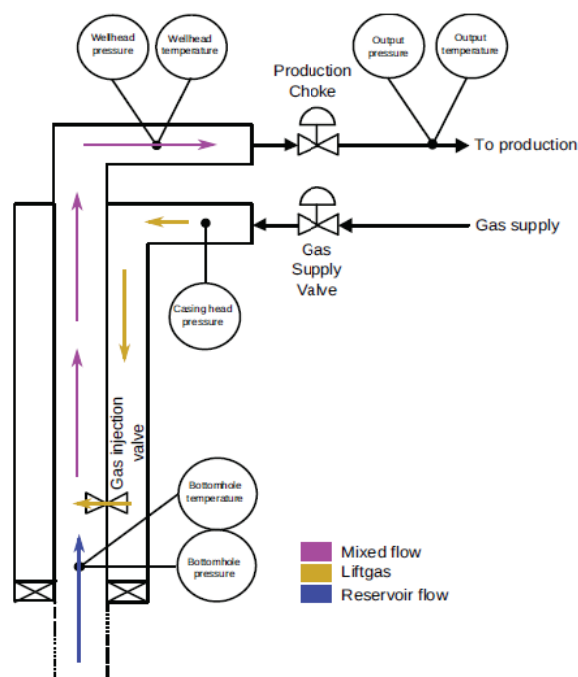 Wellhead
pressure
Wellhead
temperature
Output
pressure
Output
temperature
Production
Choke
To production
Gas supply
Gas
Supply
Valve
Casing head
pressure
Gas injection
valve
Bottomhole
temperature
Bottomhole
pressure
Mixed flow
Liftgas
Reservoir flow